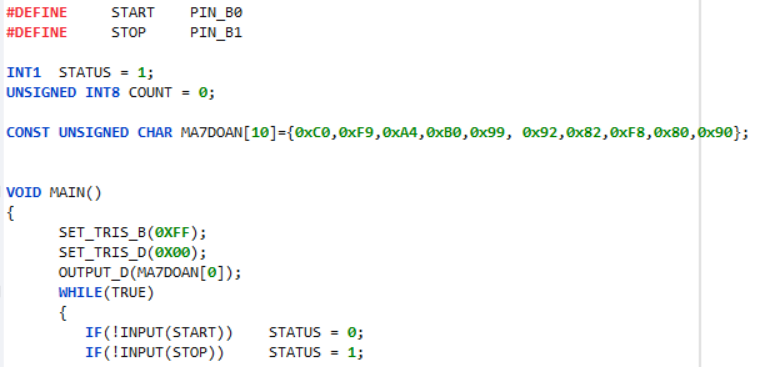 #DEFINE START PIN_B0
#DEFINE STOP PIN_B1
INT1 STATUS = 1;
UNSIGNED INT8 COUNT = 0;
CONST UNSIGNED CHAR MA7DOAN[10]={0xC0,0xF9,0xA4,0xB0,0x99, 0x92,0x82,0xF8,0x80,0x90};
VOID MAIN()
{
SET_TRIS_B(0XFF);
SET_TRIS_D(0X00);
OUTPUT_D(MA7DOAN[0]);
WHILE(TRUE)
{
IF(!INPUT(START)) STATUS = 0;
IF(!INPUT(STOP)) STATUS = 1;